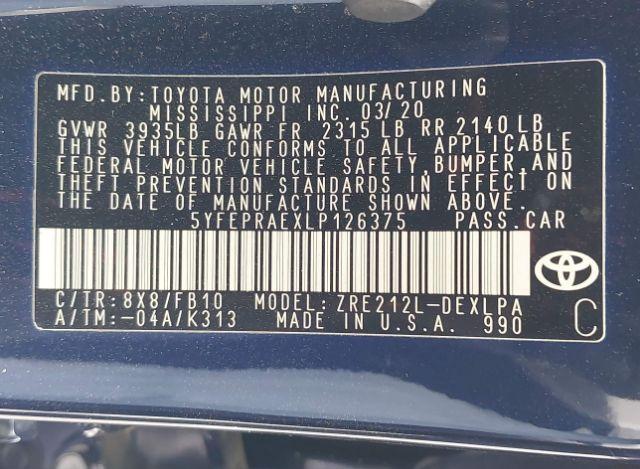 MFD.BY:TOYOTA MOTOR MANUFACTURING
MISSISSIPPI INC. 03/20
GVWR 3935LB GAWR FR 2315 LB RR 2140 LB
THIS VEHICLE CONFORMS TO ALL APPLICABLE
FEDERAL MOTOR VEHICLE SAFETY,BUMPER,AND
THEFT PREVENTION STANDARDS IN EFFECT ON
THE DATE OF MANUFACTURE SHOWN ABOVE.
5YFEPRAEXLP126375 PASS.CAR
C/TR:8X8/FB10 MODEL:ZRE212L-DEXLPA
A/TM:-04A/K313 MADE IN U.S.A. 990 C